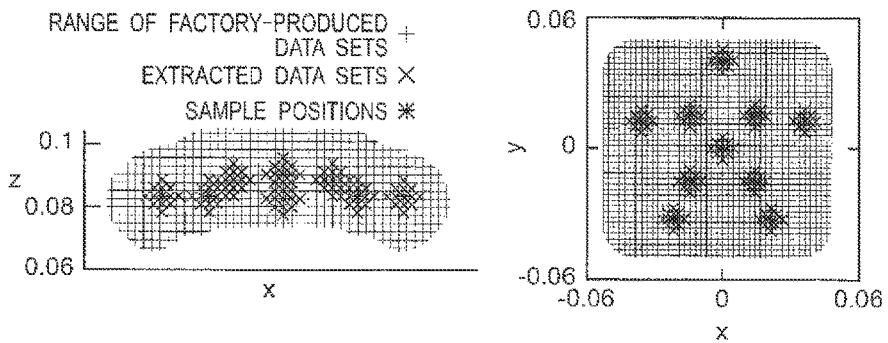 RANGE OF FACTORY-PRODUCED
DATA SETS +
EXTRACTED DATA SETS ×
SAMPLE POSITIONS *
0.1
z
0.08
0.06
x
0.06
y
0
-0.06
-0.06 0 0.06
x